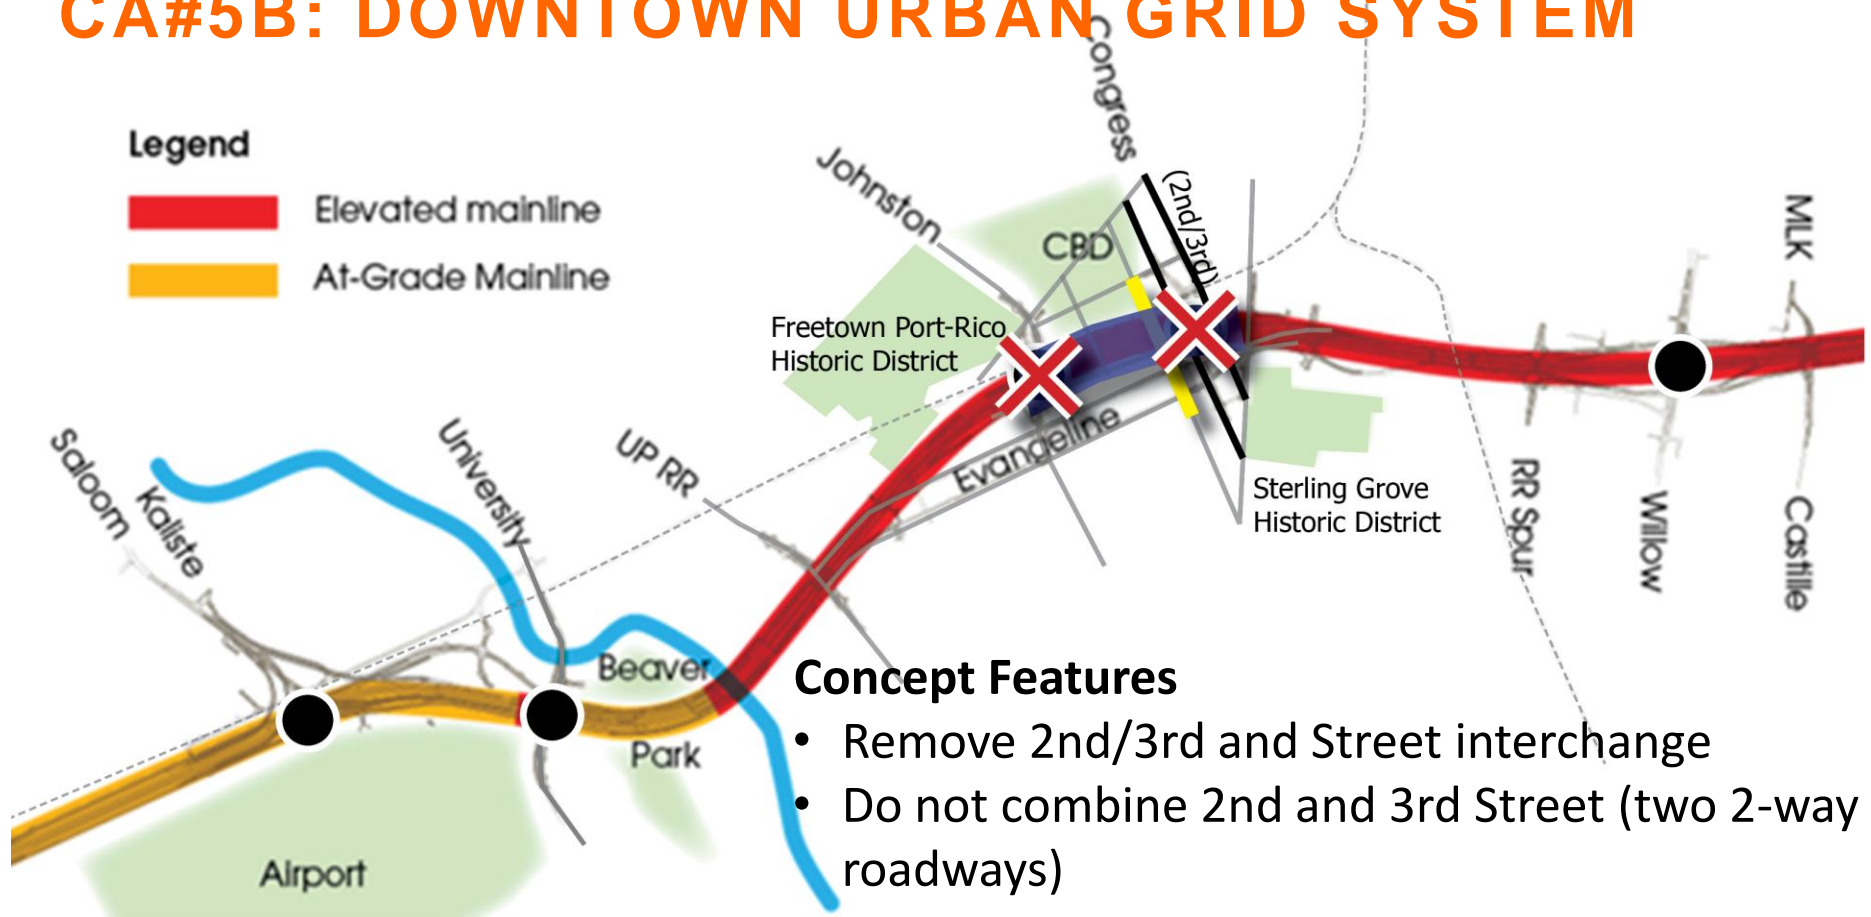 CA#5B: DOWNTOWN URBAN GRID SYSTEM
Legend
Elevated mainline
At-Grade Mainline
Congress
(2nd/3rd)
Johnston
CBD
MLK
Freetown Port-Rico
Historic District
Evangeline
UP RR
University
Saloom
Kaliste
Sterling Grove
Historic District
RR Spur
Willow
Castille
Beaver
Park
Airport
Concept Features
• Remove 2nd/3rd and Street interchange
• Do not combine 2nd and 3rd Street (two 2-way
roadways)